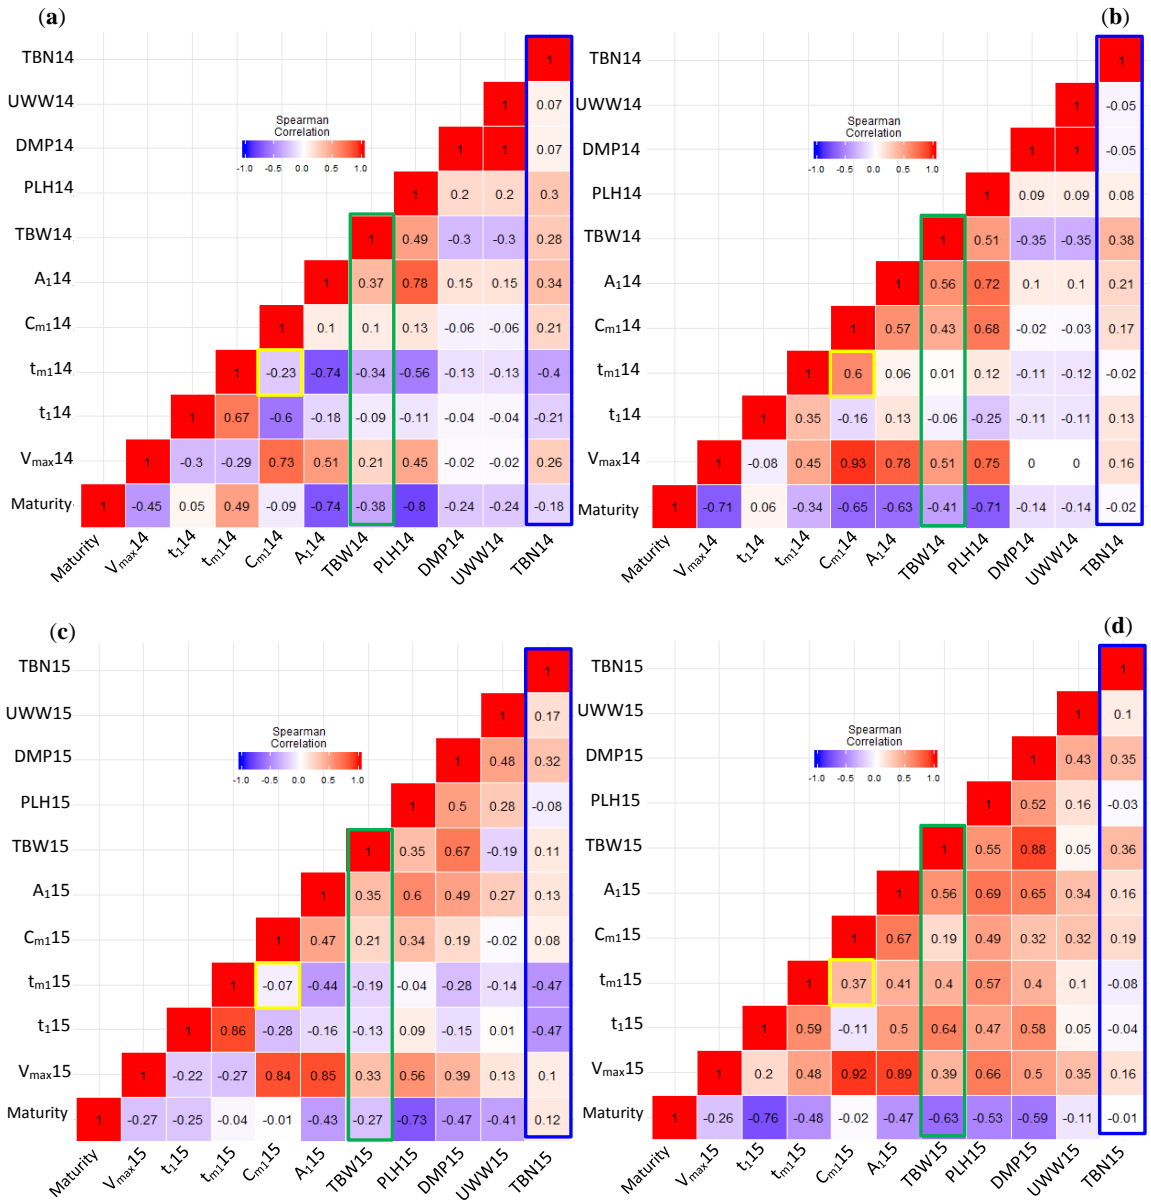 (a)
TBN14 1
UWW14 1 0.07
DMP14 1 1 0.07
PLH14 1 0.2 0.2 0.3
TBW14 1 0.49 -0.3 -0.3 0.28
A₁14 1 0.37 0.78 0.15 0.15 0.34
Cₘ₁14 1 0.1 0.1 0.13 -0.06 -0.06 0.21
tₘ₁14 1 -0.23 -0.74 -0.34 -0.56 -0.13 -0.13 -0.4
t₁14 1 0.67 -0.6 -0.18 -0.09 -0.11 -0.04 -0.04 -0.21
Vₘₐₓ14 1 -0.3 -0.29 0.73 0.51 0.21 0.45 -0.02 -0.02 0.26
Maturity 1 -0.45 0.05 0.49 -0.09 -0.74 -0.38 -0.8 -0.24 -0.24 -0.18
Maturity Vₘₐₓ14 t₁14 tₘ₁14 Cₘ₁14 A₁14 TBW14 PLH14 DMP14 UWW14 TBN14
Spearman
Correlation
-1.0 -0.5 0.0 0.5 1.0
(b)
TBN14 1
UWW14 1 -0.05
DMP14 1 1 -0.05
PLH14 1 0.09 0.09 0.08
TBW14 1 0.51 -0.35 -0.35 0.38
A₁14 1 0.56 0.72 0.1 0.1 0.21
Cₘ₁14 1 0.57 0.43 0.68 -0.02 -0.03 0.17
tₘ₁14 1 0.6 0.06 0.01 0.12 -0.11 -0.12 -0.02
t₁14 1 0.35 -0.16 0.13 -0.06 -0.25 -0.11 -0.11 0.13
Vₘₐₓ14 1 -0.08 0.45 0.93 0.78 0.51 0.75 0 0 0.16
Maturity 1 -0.71 0.06 -0.34 -0.65 -0.63 -0.41 -0.71 -0.14 -0.14 -0.02
Maturity Vₘₐₓ14 t₁14 tₘ₁14 Cₘ₁14 A₁14 TBW14 PLH14 DMP14 UWW14 TBN14
Spearman
Correlation
-1.0 -0.5 0.0 0.5 1.0
(c)
TBN15 1
UWW15 1 0.17
DMP15 1 0.48 0.32
PLH15 1 0.5 0.28 -0.08
TBW15 1 0.35 0.67 -0.19 0.11
A₁15 1 0.35 0.6 0.49 0.27 0.13
Cₘ₁15 1 0.47 0.21 0.34 0.19 -0.02 0.08
tₘ₁15 1 -0.07 -0.44 -0.19 -0.04 -0.28 -0.14 -0.47
t₁15 1 0.86 -0.28 -0.16 -0.13 0.09 -0.15 0.01 -0.47
Vₘₐₓ15 1 -0.22 -0.27 0.84 0.85 0.33 0.56 0.39 0.13 0.1
Maturity 1 -0.27 -0.25 -0.04 -0.01 -0.43 -0.27 -0.73 -0.47 -0.41 0.12
Maturity Vₘₐₓ15 t₁15 tₘ₁15 Cₘ₁15 A₁15 TBW15 PLH15 DMP15 UWW15 TBN15
Spearman
Correlation
-1.0 -0.5 0.0 0.5 1.0
(d)
TBN15 1
UWW15 1 0.1
DMP15 1 0.43 0.35
PLH15 1 0.52 0.16 -0.03
TBW15 1 0.55 0.88 0.05 0.36
A₁15 1 0.56 0.69 0.65 0.34 0.16
Cₘ₁15 1 0.67 0.19 0.49 0.32 0.32 0.19
tₘ₁15 1 0.37 0.41 0.4 0.57 0.4 0.1 -0.08
t₁15 1 0.59 -0.11 0.5 0.64 0.47 0.58 0.05 -0.04
Vₘₐₓ15 1 0.2 0.48 0.92 0.89 0.39 0.66 0.5 0.35 0.16
Maturity 1 -0.26 -0.76 -0.48 -0.02 -0.47 -0.63 -0.53 -0.59 -0.11 -0.01
Maturity Vₘₐₓ15 t₁15 tₘ₁15 Cₘ₁15 A₁15 TBW15 PLH15 DMP15 UWW15 TBN15
Spearman
Correlation
-1.0 -0.5 0.0 0.5 1.0